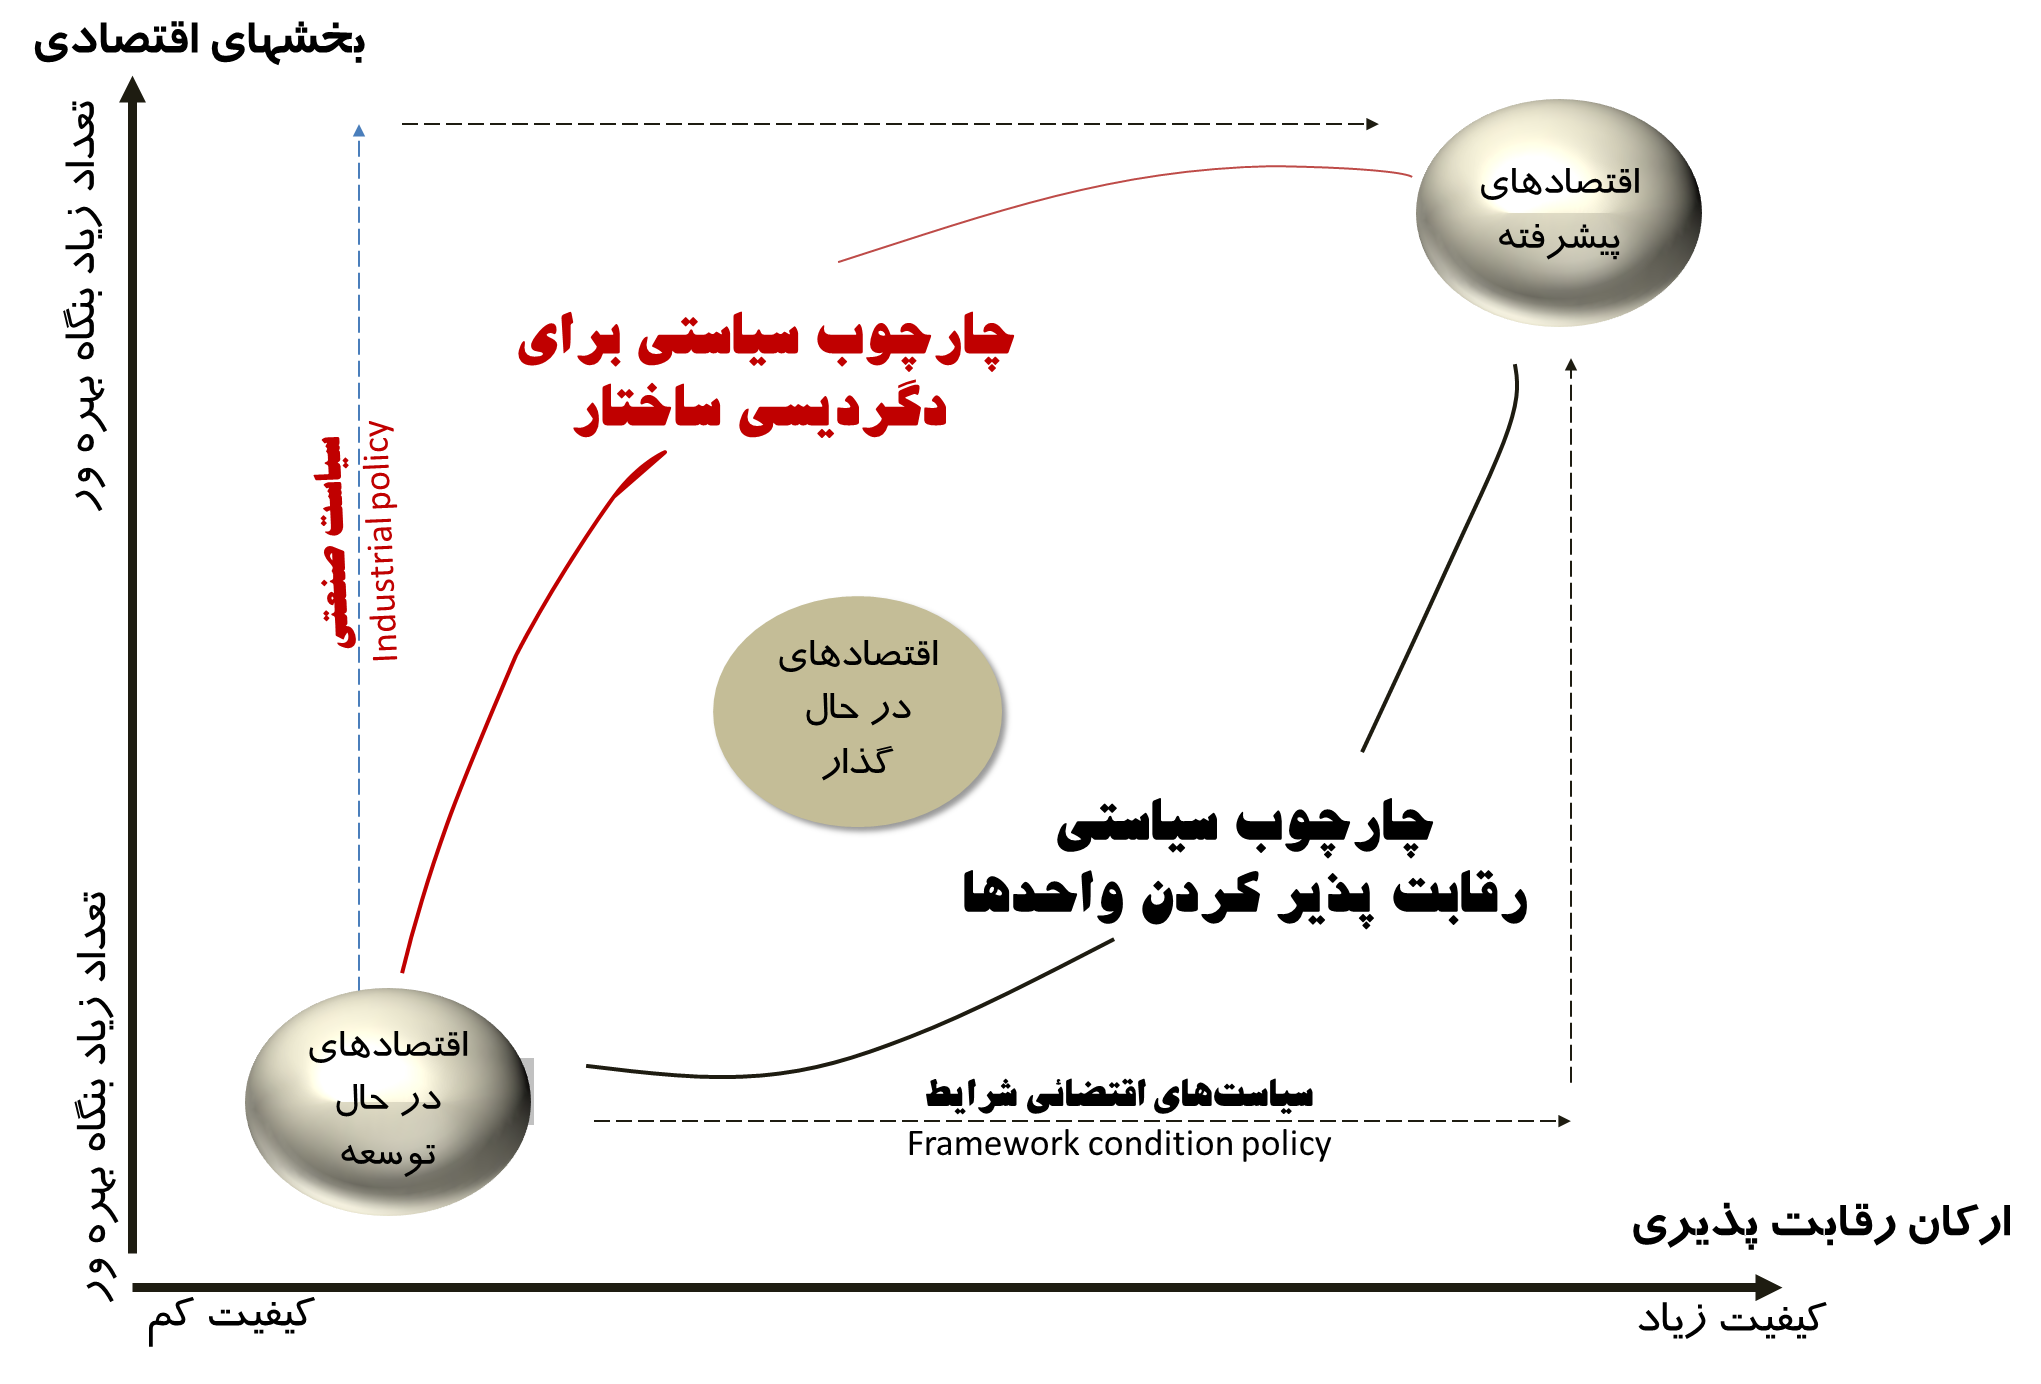 بخشهای اقتصادی
تعداد زیاد بنگاه بهره ور
اقتصادهای
پیشرفته
چارچوب سیاستی برای
دگردیسی ساختار
سیاست صنعتی
Industrial policy
اقتصادهای
در حال
گذار
چارچوب سیاستی
رقابت پذیر کردن واحدها
تعداد زیاد بنگاه بهره ور
اقتصادهای
در حال
توسعه
سیاست‌های اقتضائی شرایط
Framework condition policy
ارکان رقابت پذیری
کیفیت کم
کیفیت زیاد